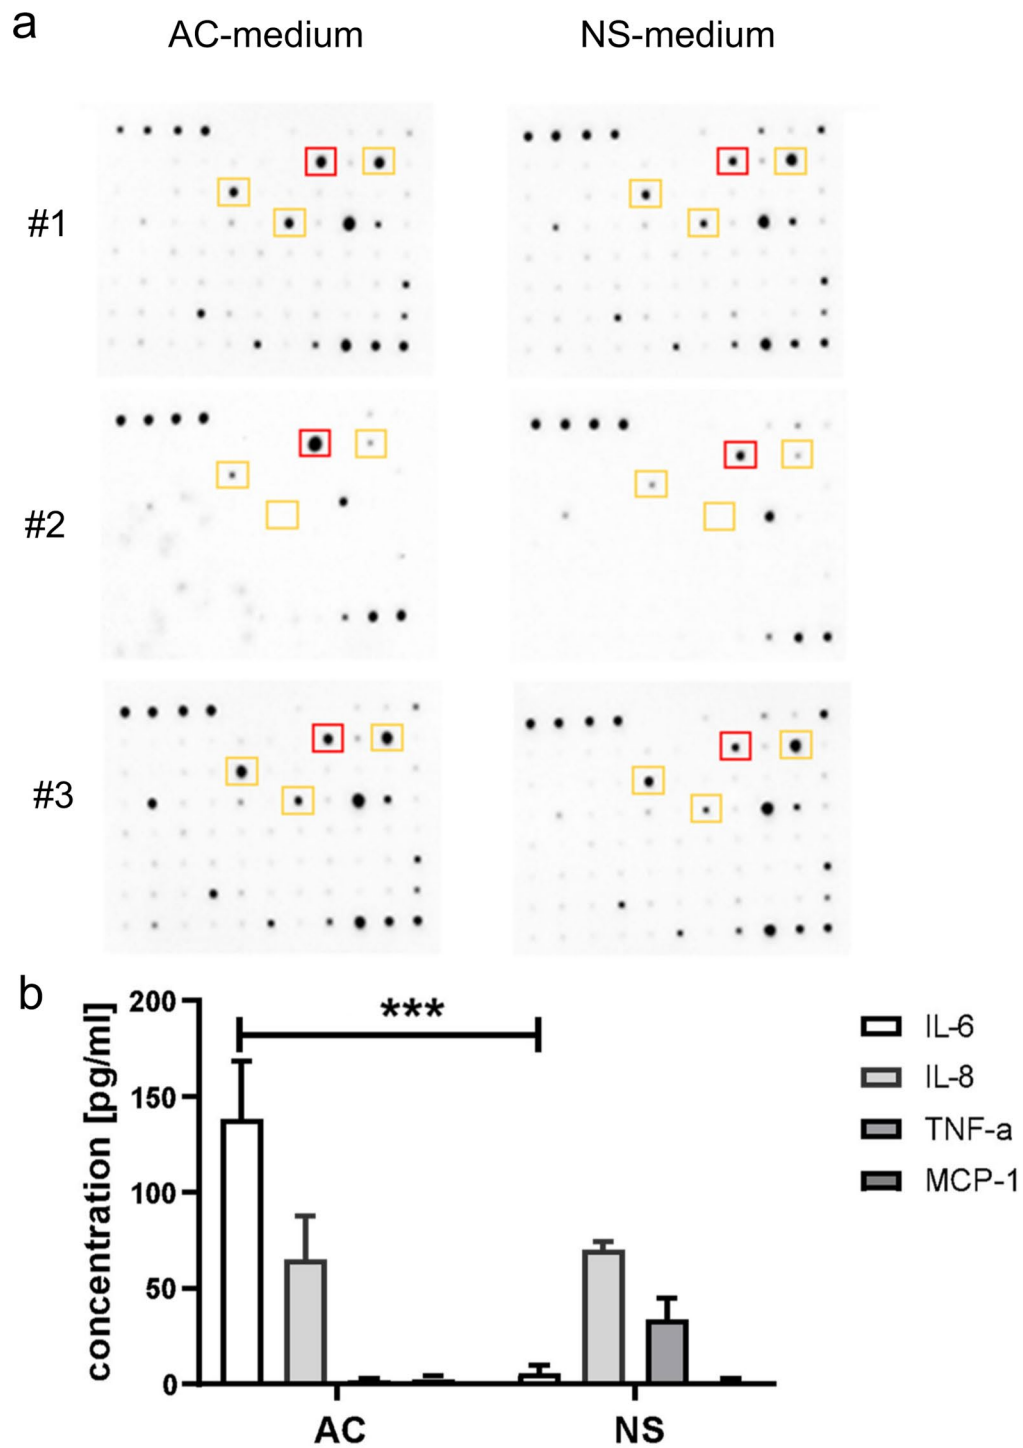 a
AC-medium NS-medium
#1
#2
#3
b
***
200
150
100
50
0
concentration [pg/ml]
AC NS
IL-6
IL-8
TNF-a
MCP-1